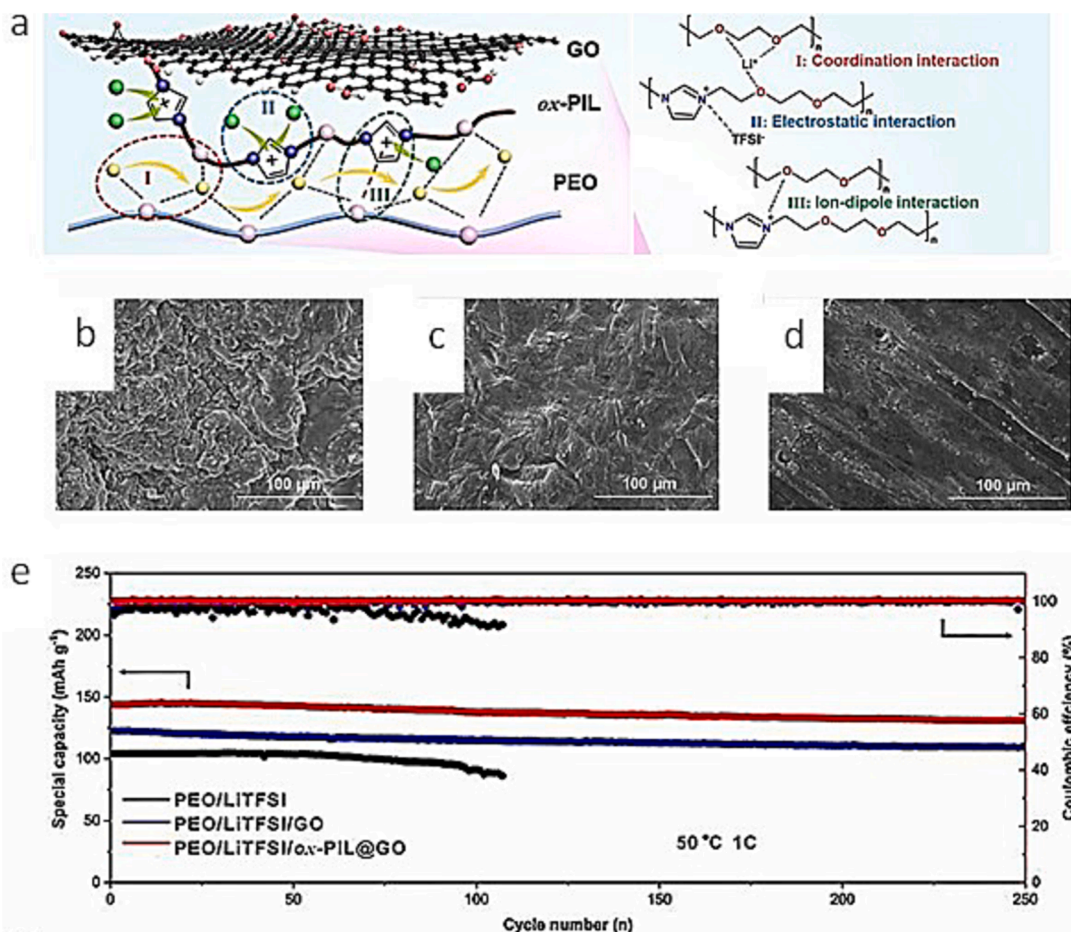 a
GO
ox-PIL
PEO
I
II
III
+
+
+
O
O
n
Li⁺
I: Coordination interaction
N
N
+
O
O
n
II: Electrostatic interaction
TFSI⁻
O
O
n
III: Ion-dipole interaction
N
N
+
O
O
n
b
100 µm
c
100 µm
d
100 µm
e
Special capacity (mAh g⁻¹)
250
200
150
100
50
0
PEO/LiTFSI
PEO/LiTFSI/GO
PEO/LiTFSI/ox-PIL@GO
50 °C 1C
100
80
60
40
20
0
Coulombic effciency (%)
0 50 100 150 200 250
Cycle number (n)